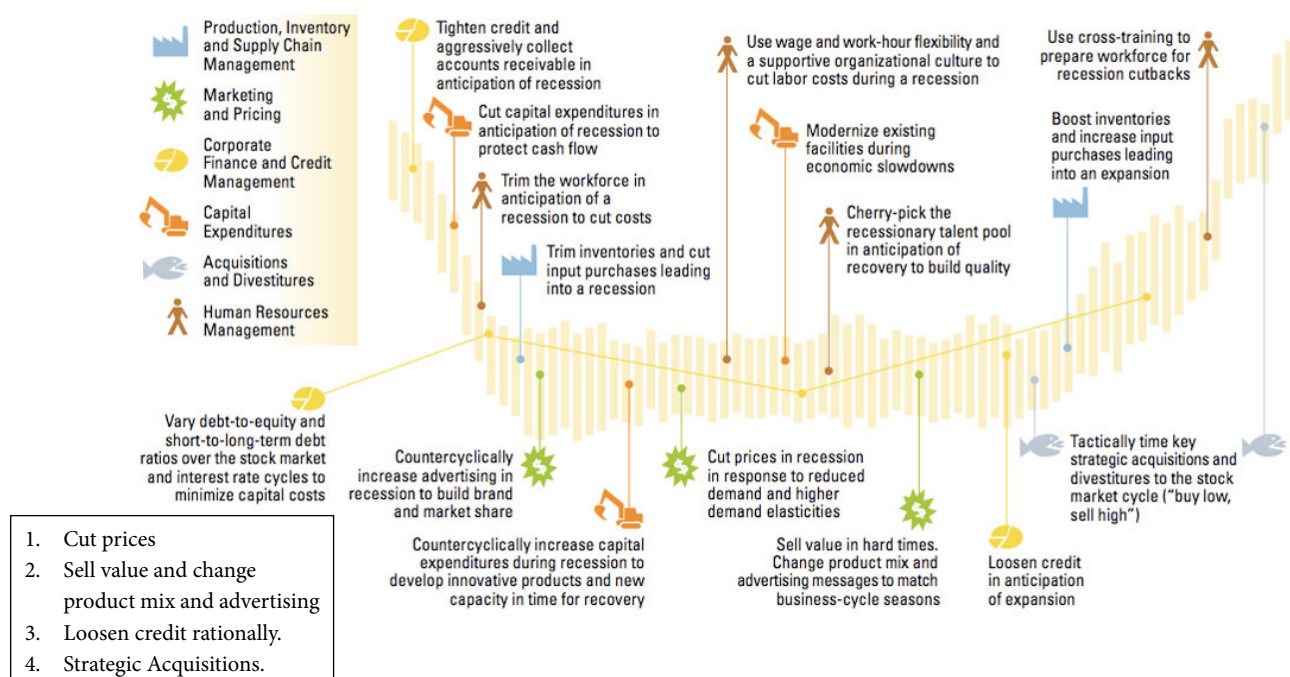 Production, Inventory
and Supply Chain
Management
Marketing
and Pricing
Corporate
Finance and Credit
Management
Capital
Expenditures
Acquisitions
and Divestitures
Human Resources
Management
Tighten credit and
aggressively collect
accounts receivable in
anticipation of recession
Cut capital expenditures in
anticipation of recession to
protect cash flow
Trim the workforce in
anticipation of a
recession to cut costs
Trim inventories and cut
input purchases leading
into a recession
Use wage and work-hour flexibility and
a supportive organizational culture to
cut labor costs during a recession
Modernize existing
facilities during
economic slowdowns
Cherry-pick the
recessionary talent pool
in anticipation of
recovery to build quality
Use cross-training to
prepare workforce for
recession cutbacks
Boost inventories
and increase input
purchases leading
into an expansion
Vary debt-to-equity and
short-to-long-term debt
ratios over the stock market
and interest rate cycles to
minimize capital costs
Countercyclically
increase advertising in
recession to build brand
and market share
Countercyclically increase capital
expenditures during recession to
develop innovative products and new
capacity in time for recovery
Cut prices in recession
in response to reduced
demand and higher
demand elasticities
Sell value in hard times.
Change product mix and
advertising messages to match
business-cycle seasons
Loosen credit
in anticipation
of expansion
Tactically time key
strategic acquisitions and
divestitures to the stock
market cycle (“buy low,
sell high”)
1. Cut prices
2. Sell value and change
product mix and advertising
3. Loosen credit rationally.
4. Strategic Acquisitions.